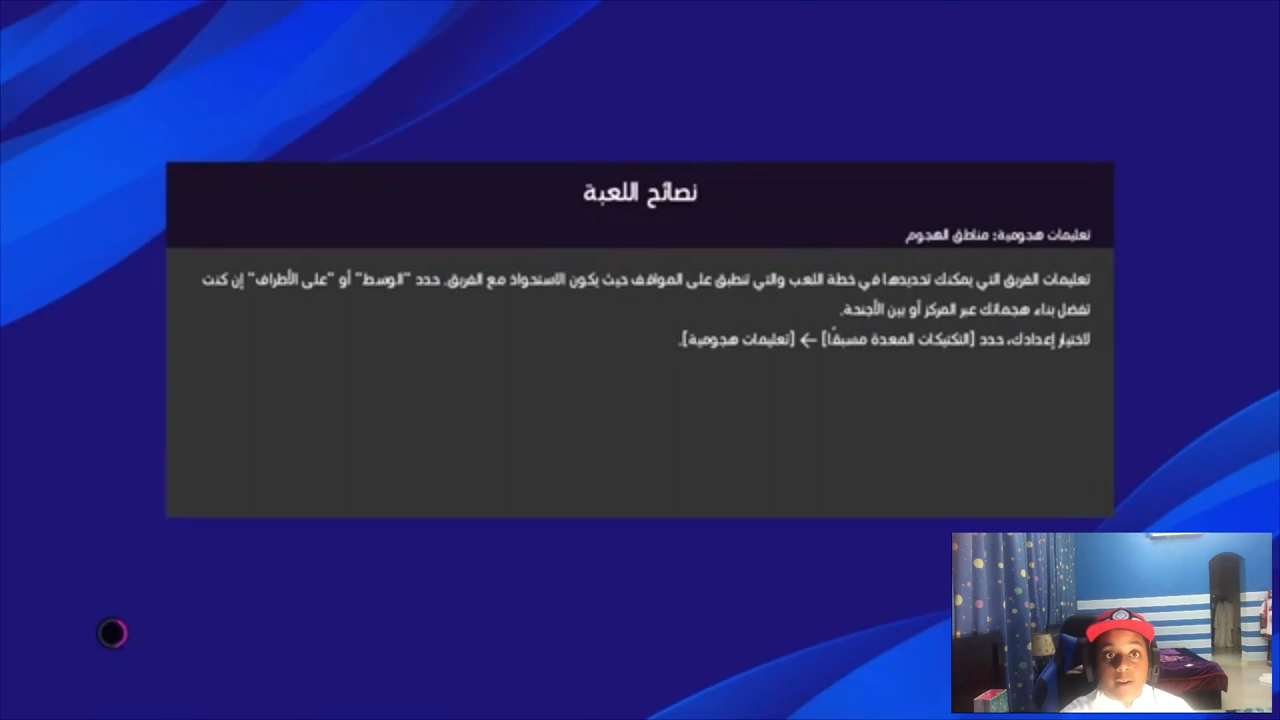 نصائح اللعبة
تعليمات هجومية: مناطق الهجوم
تعليمات الفريق التي يمكنك تحديدها في خطة اللعب والتي تنطبق على المواقف حيث يكون الاستحواذ مع الفريق. حدد "الوسط" أو "على الأطراف" إن كنت
تفضل بناء هجماتك عبر المركز أو بين الأجنحة.
لاختيار إعدادك، حدد [التكتيكات المعدة مسبقًا] ← [تعليمات هجومية].